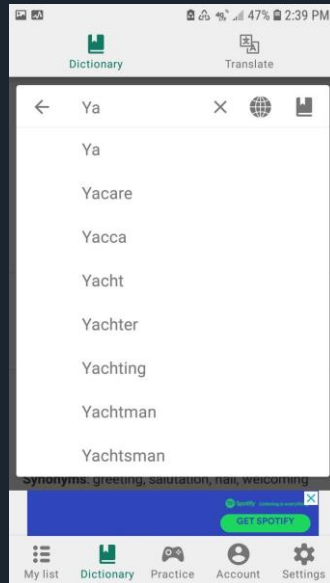 47% 2:39 PM
Dictionary Translate
Ya
Ya
Yacare
Yacca
Yacht
Yachter
Yachting
Yachtman
Yachtsman
Synonyms: greeting, salutation, hail, welcoming
Spotify
GET SPOTIFY
My list Dictionary Practice Account Settings